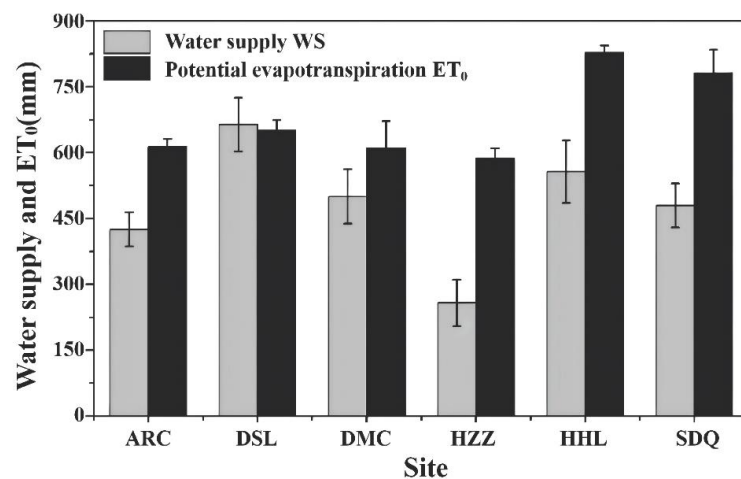 Water supply and ET₀(mm)
900
750
600
450
300
150
0
Water supply WS
Potential evapotranspiration ET₀
ARC DSL DMC HZZ HHL SDQ
Site